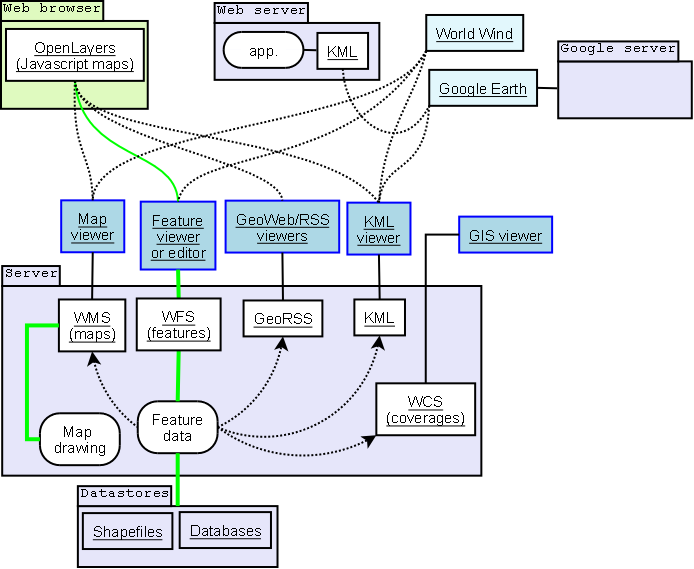 Web browser
OpenLayers
(Javascript maps)
Web server
app.
KML
World Wind
Google Earth
Google server
Map
viewer
Feature
viewer
or editor
GeoWeb/RSS
viewers
KML
viewer
GIS viewer
Server
WMS
(maps)
WFS
(features)
GeoRSS
KML
WCS
(coverages)
Map
drawing
Feature
data
Datastores
Shapefiles
Databases